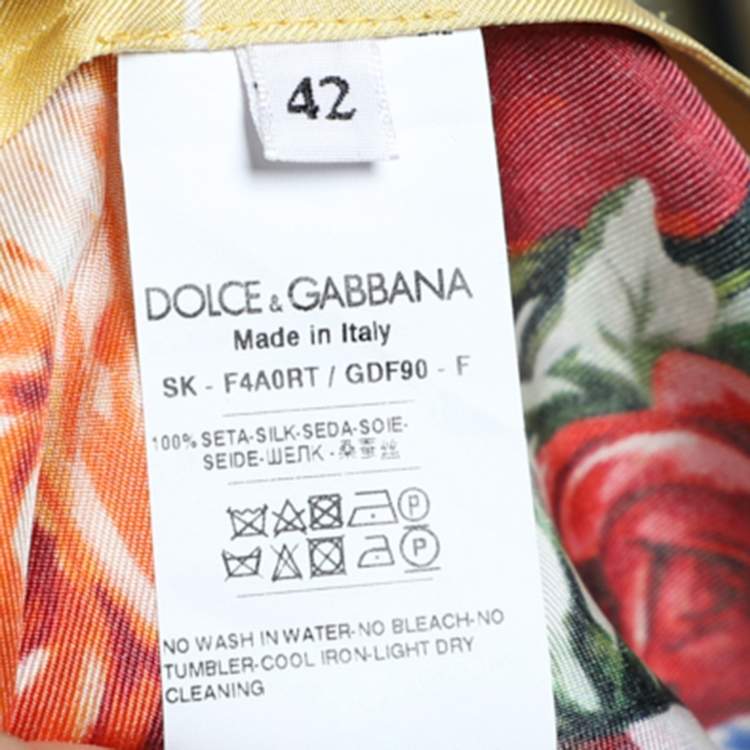 42
DOLCE & GABBANA
Made in Italy
SK - F4A0RT / GDF90 - F
100% SETA-SILK-SEDA-SOIE-
SEIDE-ШЕЛК - 桑蚕丝
P
P
NO WASH IN WATER-NO BLEACH-NO
TUMBLER-COOL IRON-LIGHT DRY
CLEANING